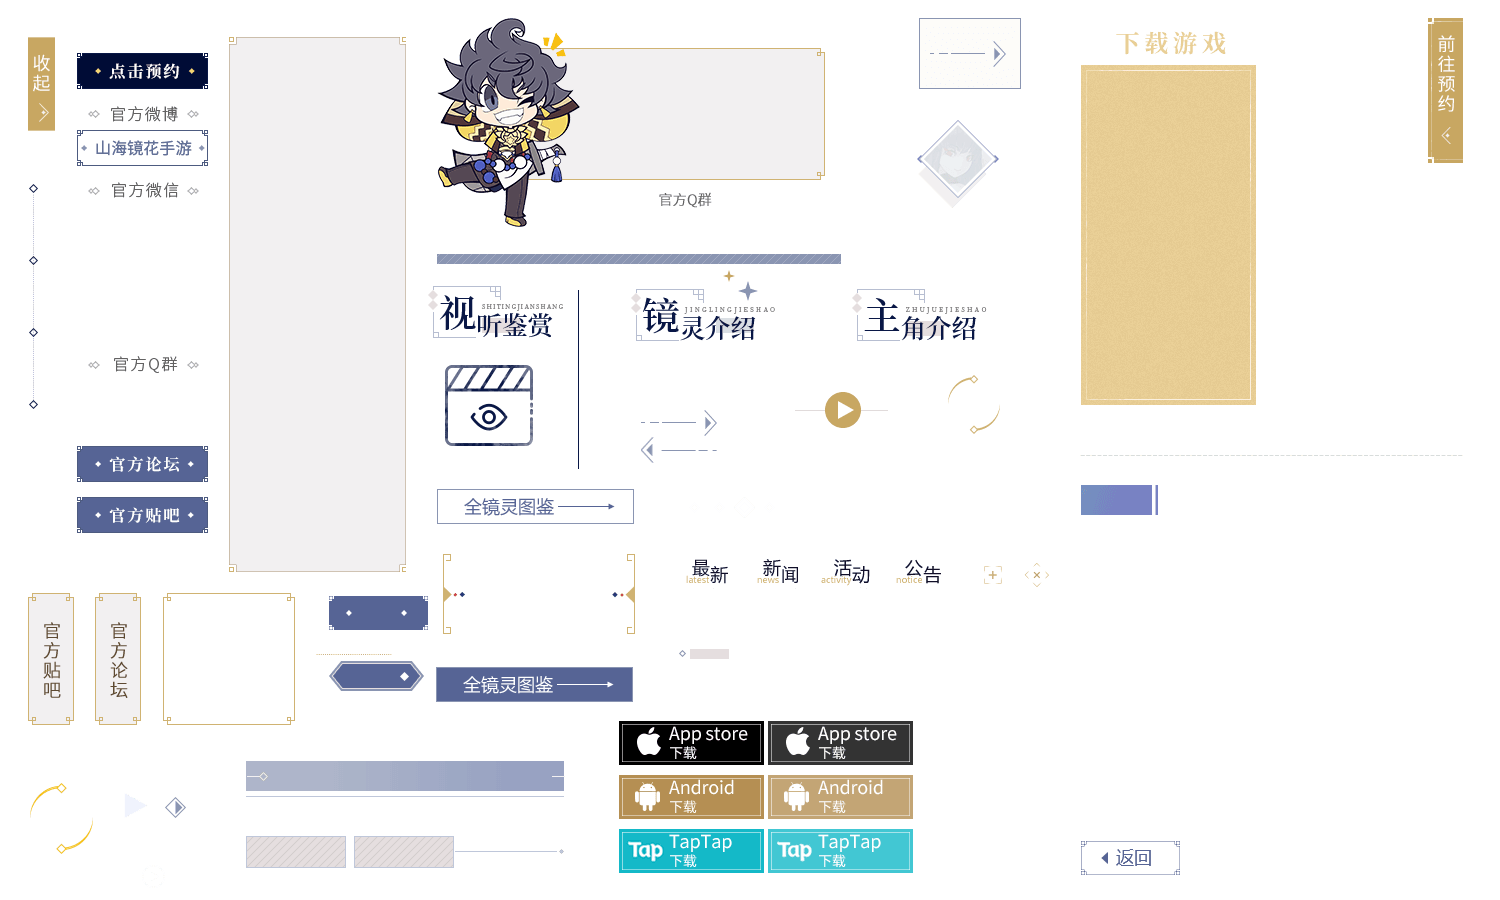 收起
点击预约
官方微博
山海镜花手游
官方微信
官方Q群
官方论坛
官方贴吧
官方Q群
下载游戏
前往预约
视听鉴赏
SHITINGJIANSHANG
镜灵介绍
JINGLINGJIESHAO
主角介绍
ZHUJUEJIESHAO
全镜灵图鉴
最新
latest
新闻
news
活动
activity
公告
notice
官方贴吧
官方论坛
全镜灵图鉴
App store
下载
App store
下载
Android
下载
Android
下载
Tap TapTap
下载
Tap TapTap
下载
返回